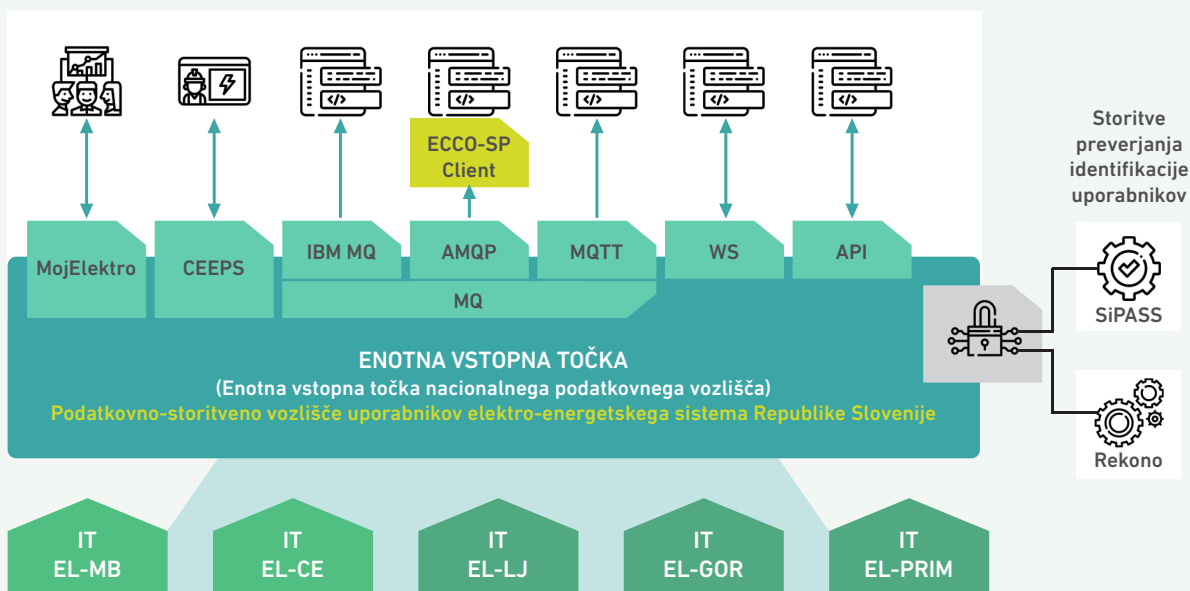 ECCO-SP
Client
MojElektro
CEEPS
IBM MQ
AMQP
MQTT
WS
API
MQ
ENOTNA VSTOPNA TOČKA
(Enotna vstopna točka nacionalnega podatkovnega vozlišča)
Podatkovno-storitveno vozlišče uporabnikov elektro-energetskega sistema Republike Slovenije
Storitve
preverjanja
identifikacije
uporabnikov
SiPASS
Rekono
IT
EL-MB
IT
EL-CE
IT
EL-LJ
IT
EL-GOR
IT
EL-PRIM